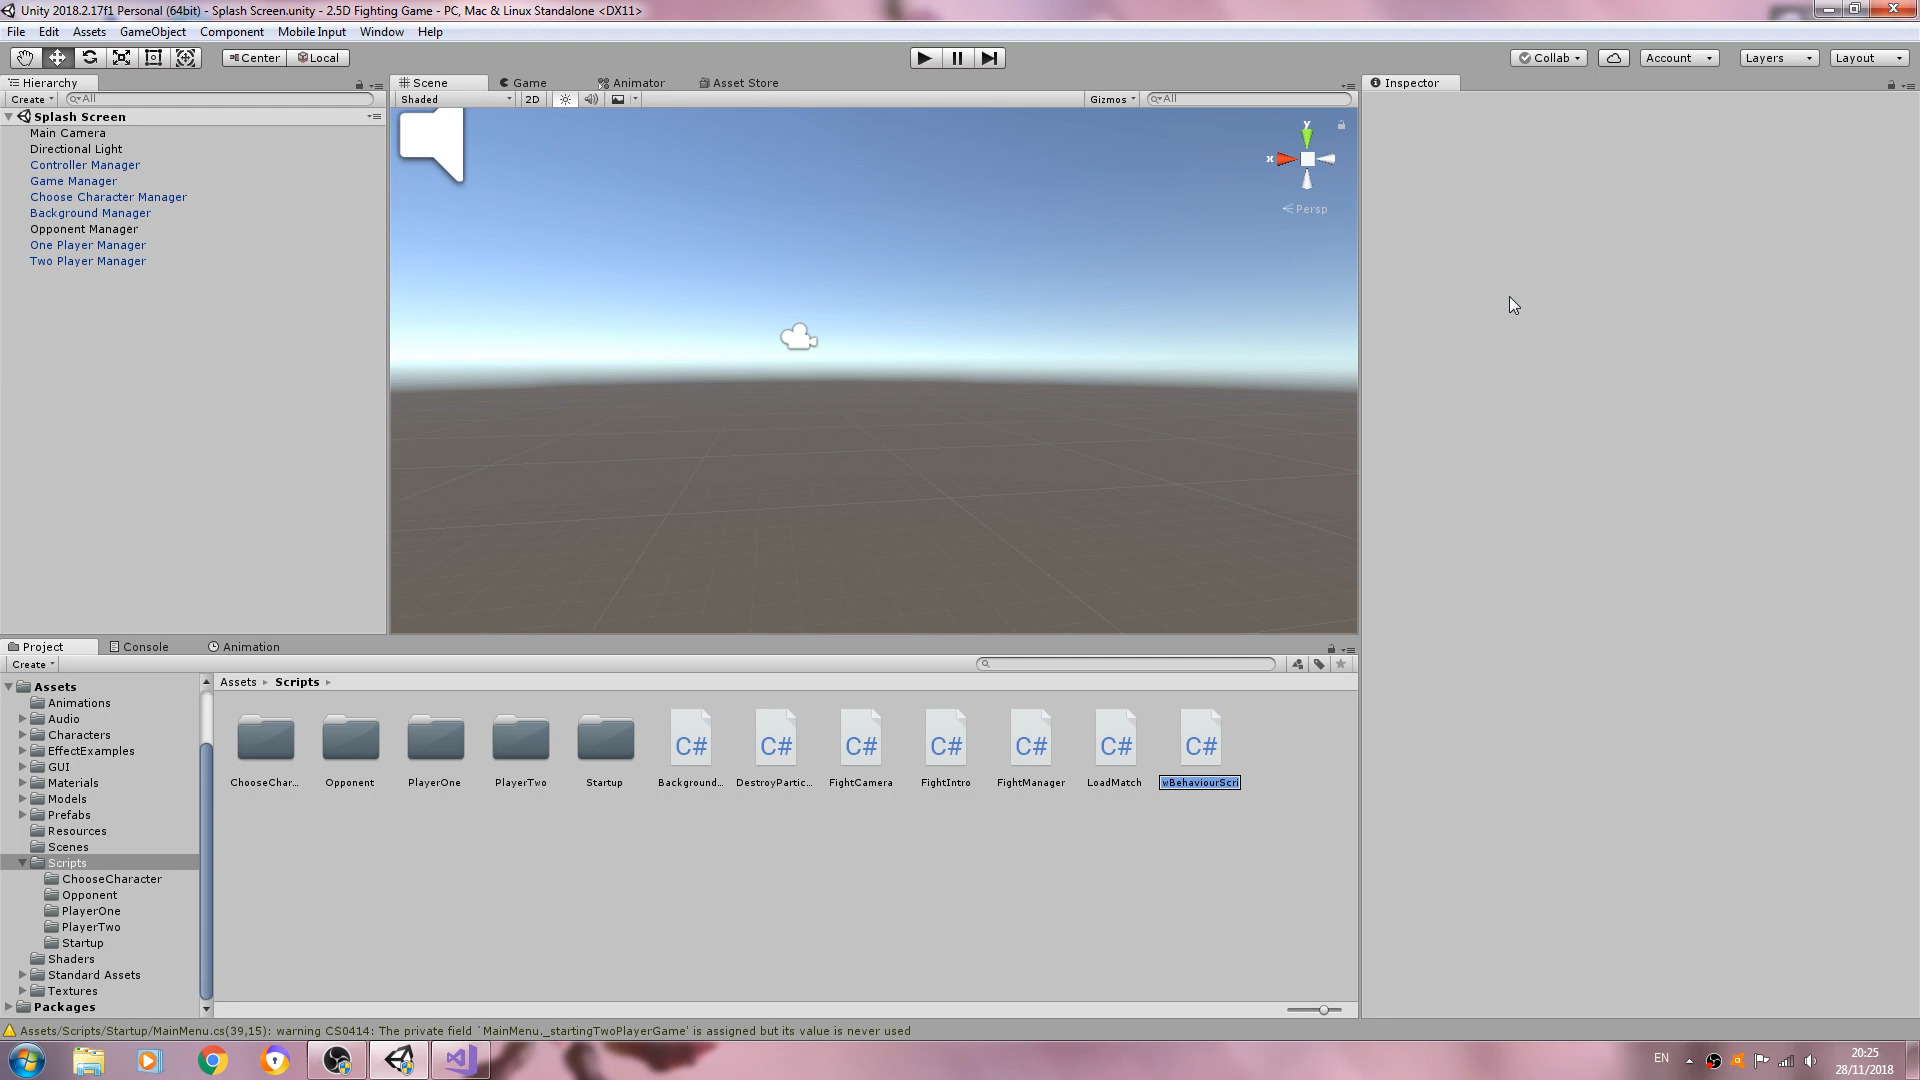 Unity 2018.2.17f1 Personal (64bit) - Splash Screen.unity - 2.5D Fighting Game - PC, Mac & Linux Standalone <DX11>
File Edit Assets GameObject Component Mobile Input Window Help
Center Local Collab Account Layers Layout
Hierarchy Scene Game Animator Asset Store Inspector
Create All Shaded 2D Gizmos All
Splash Screen
Main Camera
Directional Light
Controller Manager
Game Manager
Choose Character Manager
Background Manager
Opponent Manager
One Player Manager
Two Player Manager
y
x
Persp
Project Console Animation
Create
Assets
Animations
Audio
Characters
EffectExamples
GUI
Materials
Models
Prefabs
Resources
Scenes
Scripts
ChooseCharacter
Opponent
PlayerOne
PlayerTwo
Startup
Shaders
Standard Assets
Textures
Packages
Assets Scripts
C# C# C# C# C# C# C#
ChooseChar... Opponent PlayerOne PlayerTwo Startup Background... DestroyPartic... FightCamera FightIntro FightManager LoadMatch wBehaviourScri
Assets/Scripts/Startup/MainMenu.cs(39,15): warning CS0414: The private field `MainMenu._startingTwoPlayerGame' is assigned but its value is never used
EN
20:25
28/11/2018